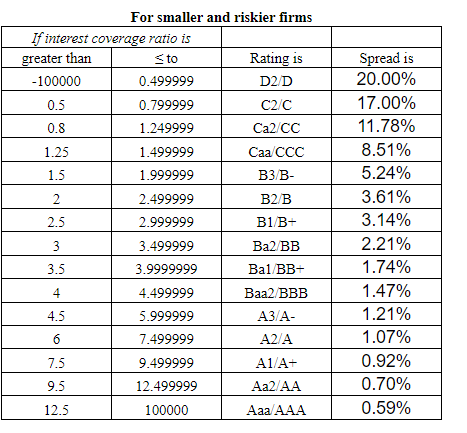 For smaller and riskier firms
If interest coverage ratio is
greater than ≤ to Rating is Spread is
-100000 0.499999 D2/D 20.00%
0.5 0.799999 C2/C 17.00%
0.8 1.249999 Ca2/CC 11.78%
1.25 1.499999 Caa/CCC 8.51%
1.5 1.999999 B3/B- 5.24%
2 2.499999 B2/B 3.61%
2.5 2.999999 B1/B+ 3.14%
3 3.499999 Ba2/BB 2.21%
3.5 3.9999999 Ba1/BB+ 1.74%
4 4.499999 Baa2/BBB 1.47%
4.5 5.999999 A3/A- 1.21%
6 7.499999 A2/A 1.07%
7.5 9.499999 A1/A+ 0.92%
9.5 12.499999 Aa2/AA 0.70%
12.5 100000 Aaa/AAA 0.59%